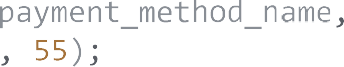 payment_method_name,
, 55);